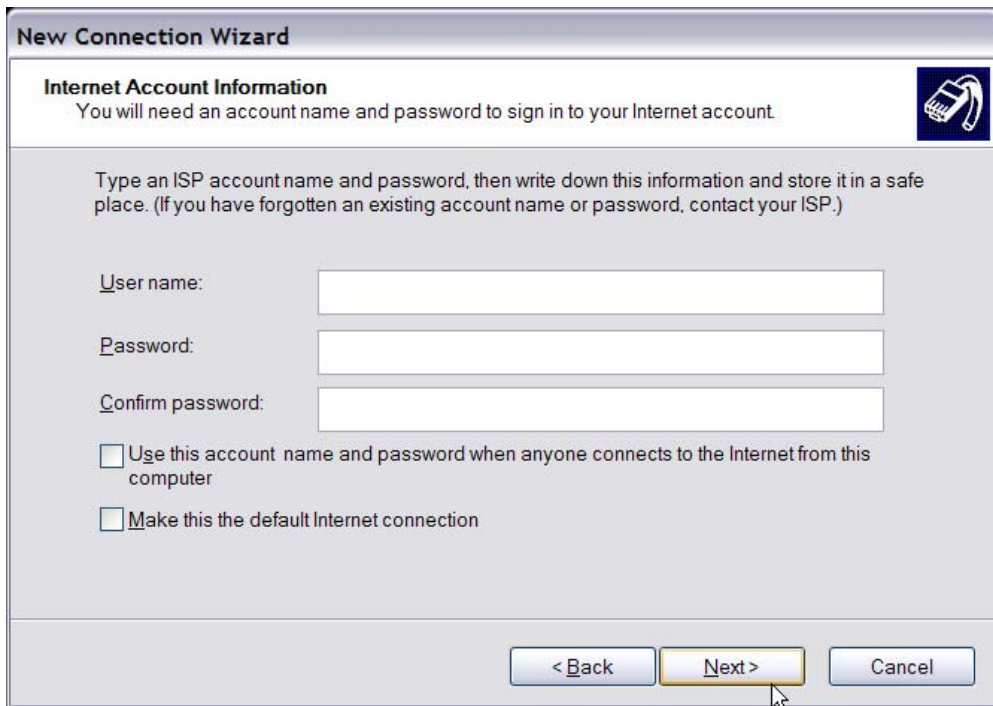 New Connection Wizard
Internet Account Information
You will need an account name and password to sign in to your Internet account.
Type an ISP account name and password, then write down this information and store it in a safe
place. (If you have forgotten an existing account name or password, contact your ISP.)
User name:
Password:
Confirm password:
Use this account name and password when anyone connects to the Internet from this
computer
Make this the default Internet connection
< Back Next > Cancel